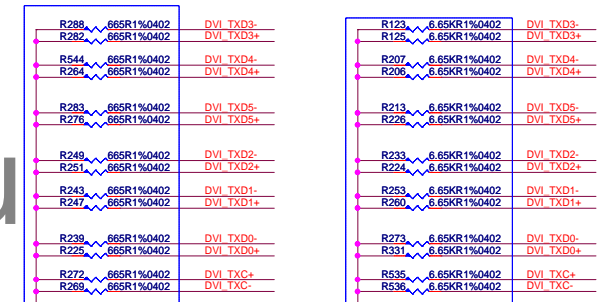 R288 665R1%0402 DVI_TXD3- R123 6.65KR1%0402 DVI_TXD3-
R282 665R1%0402 DVI_TXD3+ R125 6.65KR1%0402 DVI_TXD3+
R544 665R1%0402 DVI_TXD4- R207 6.65KR1%0402 DVI_TXD4-
R264 665R1%0402 DVI_TXD4+ R206 6.65KR1%0402 DVI_TXD4+
R283 665R1%0402 DVI_TXD5- R213 6.65KR1%0402 DVI_TXD5-
R276 665R1%0402 DVI_TXD5+ R226 6.65KR1%0402 DVI_TXD5+
R249 665R1%0402 DVI_TXD2- R233 6.65KR1%0402 DVI_TXD2-
R251 665R1%0402 DVI_TXD2+ R224 6.65KR1%0402 DVI_TXD2+
R243 665R1%0402 DVI_TXD1- R253 6.65KR1%0402 DVI_TXD1-
R247 665R1%0402 DVI_TXD1+ R260 6.65KR1%0402 DVI_TXD1+
R239 665R1%0402 DVI_TXD0- R273 6.65KR1%0402 DVI_TXD0-
R225 665R1%0402 DVI_TXD0+ R331 6.65KR1%0402 DVI_TXD0+
R272 665R1%0402 DVI_TXC+ R535 6.65KR1%0402 DVI_TXC+
R269 665R1%0402 DVI_TXC- R536 6.65KR1%0402 DVI_TXC-